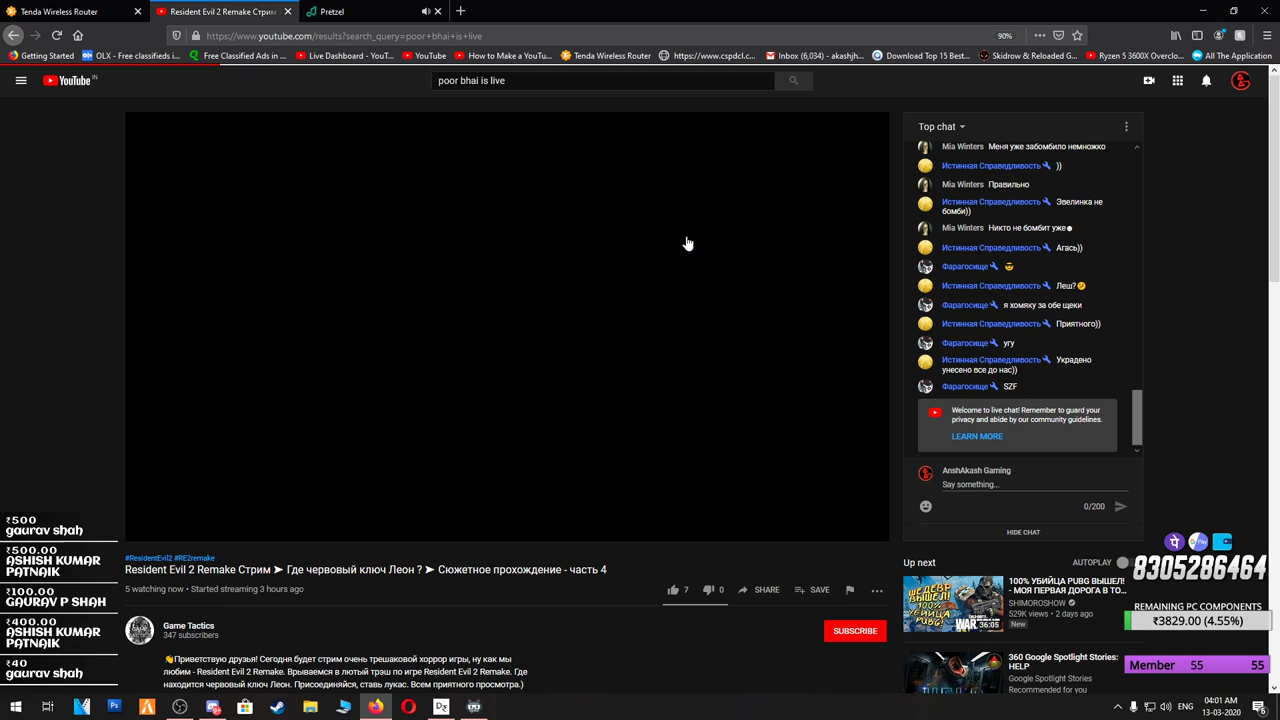 Tenda Wireless Router
Resident Evil 2 Remake Стрим
Pretzel
https://www.youtube.com/results?search_query=poor+bhai+is+live
90%
Getting Started
OLX - Free classifieds i...
Free Classified Ads in ...
Live Dashboard - YouT...
YouTube
How to Make a YouTu...
Tenda Wireless Router
https://www.cspdcl.c...
Inbox (6,034) - akashjh...
Download Top 15 Best...
Skidrow & Reloaded G...
Ryzen 5 3600X Overclo...
All The Application
YouTube IN
poor bhai is live
Top chat
Mia Winters Меня уже забомбило немножко
Истинная Справедливость ))
Mia Winters Правильно
Истинная Справедливость Эвелинка не
бомби))
Mia Winters Никто не бомбит уже
Истинная Справедливость Агась))
Фарагосище 😎
Истинная Справедливость Леш?🤔
Фарагосище я хомяку за обе щеки
Истинная Справедливость Приятного))
Фарагосище угу
Истинная Справедливость Украдено
унесено все до нас))
Фарагосище SZF
Welcome to live chat! Remember to guard your
privacy and abide by our community guidelines.
LEARN MORE
AnshAkash Gaming
Say something...
0/200
HIDE CHAT
#ResidentEvil2 #RE2remake
Resident Evil 2 Remake Стрим ➤ Где червовый ключ Леон ? ➤ Сюжетное прохождение - часть 4
5 watching now • Started streaming 3 hours ago
7
0
SHARE
SAVE
Game Tactics
347 subscribers
SUBSCRIBE
👋Приветствую друзья! Сегодня будет стрим очень трешаковой хоррор игры, ну как мы
любим - Resident Evil 2 Remake. Врываемся в лютый трэш по игре Resident Evil 2 Remake. Где
находится червовый ключ Леон. Присоединяйся, ставь лукас. Всем приятного просмотра.)
Up next
AUTOPLAY
ШЕДЕВР
ВЫШЕЛ!
100%
УБИЙЦА
PUBG!
36:05
100% УБИЙЦА PUBG ВЫШЕЛ!
- МОЯ ПЕРВАЯ ДОРОГА В ТО...
SHIMOROSHOW
529K views • 2 days ago
New
360 Google Spotlight Stories:
HELP
Google Spotlight Stories
Recommended for you
8305286464
REMAINING PC COMPONENTS
₹3829.00 (4.55%)
Member 55 55
₹500
gaurav shah
₹500.00
ASHISH KUMAR
PATNAIK
₹100.00
GAURAV P SHAH
₹400.00
ASHISH KUMAR
PATNAIK
₹40
gaurav shah
ENG
04:01 AM
13-03-2020
6